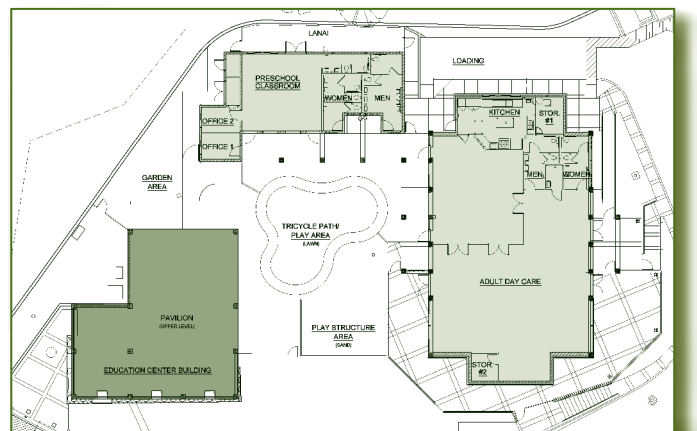 LANAI
LOADING
PRESCHOOL
CLASSROOM
WOMEN
MEN
KITCHEN
STOR.
#1
OFFICE 2
OFFICE 1
MEN
WOMEN
GARDEN
AREA
TRICYCLE PATH/
PLAY AREA
(LAWN)
ADULT DAY CARE
PAVILION
(UPPER LEVEL)
PLAY STRUCTURE
AREA
(SAND)
EDUCATION CENTER BUILDING
STOR.
#2